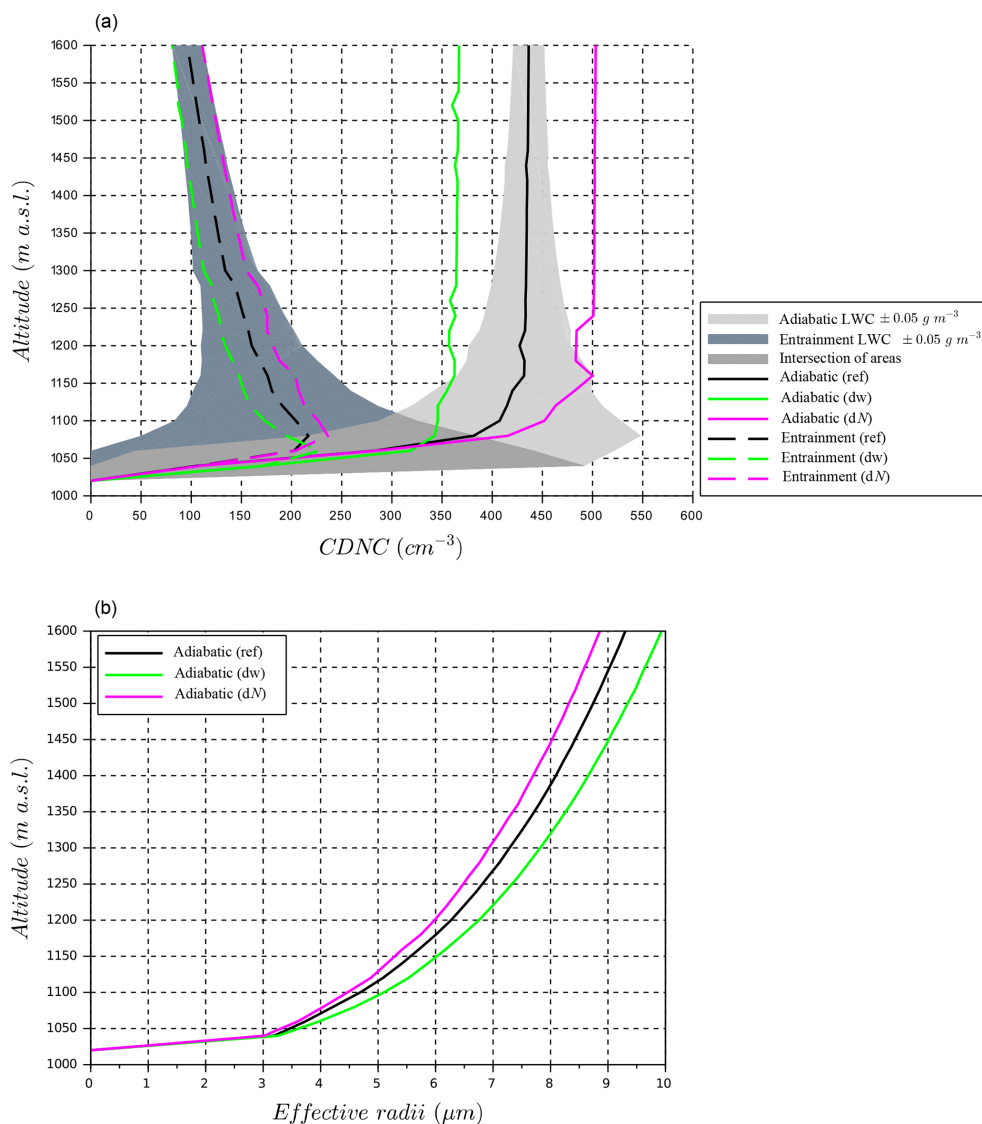 (a)
1600
1550
1500
1450
1400
1350
1300
1250
1200
1150
1100
1050
1000
Altitude (m a.s.l.)
0 50 100 150 200 250 300 350 400 450 500 550 600
CDNC (cm⁻³)
Adiabatic LWC ± 0.05 g m⁻³
Entrainment LWC ± 0.05 g m⁻³
Intersection of areas
Adiabatic (ref)
Adiabatic (dw)
Adiabatic (dN)
Entrainment (ref)
Entrainment (dw)
Entrainment (dN)
(b)
1600
1550
1500
1450
1400
1350
1300
1250
1200
1150
1100
1050
1000
Altitude (m a.s.l.)
Adiabatic (ref)
Adiabatic (dw)
Adiabatic (dN)
0 1 2 3 4 5 6 7 8 9 10
Effective radii (μm)